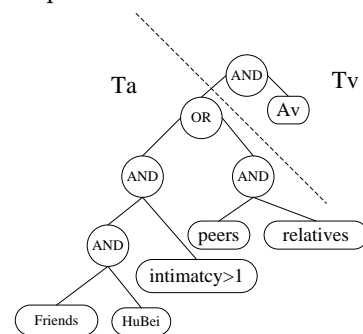 AND
Ta
Tv
Av
OR
AND
AND
AND
peers
relatives
intimatcy>1
Friends
HuBei